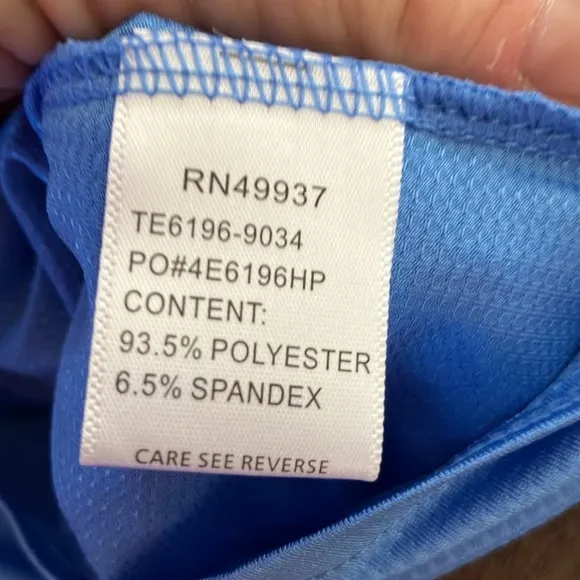 RN49937
TE6196-9034
PO#4E6196HP
CONTENT:
93.5% POLYESTER
6.5% SPANDEX
CARE SEE REVERSE